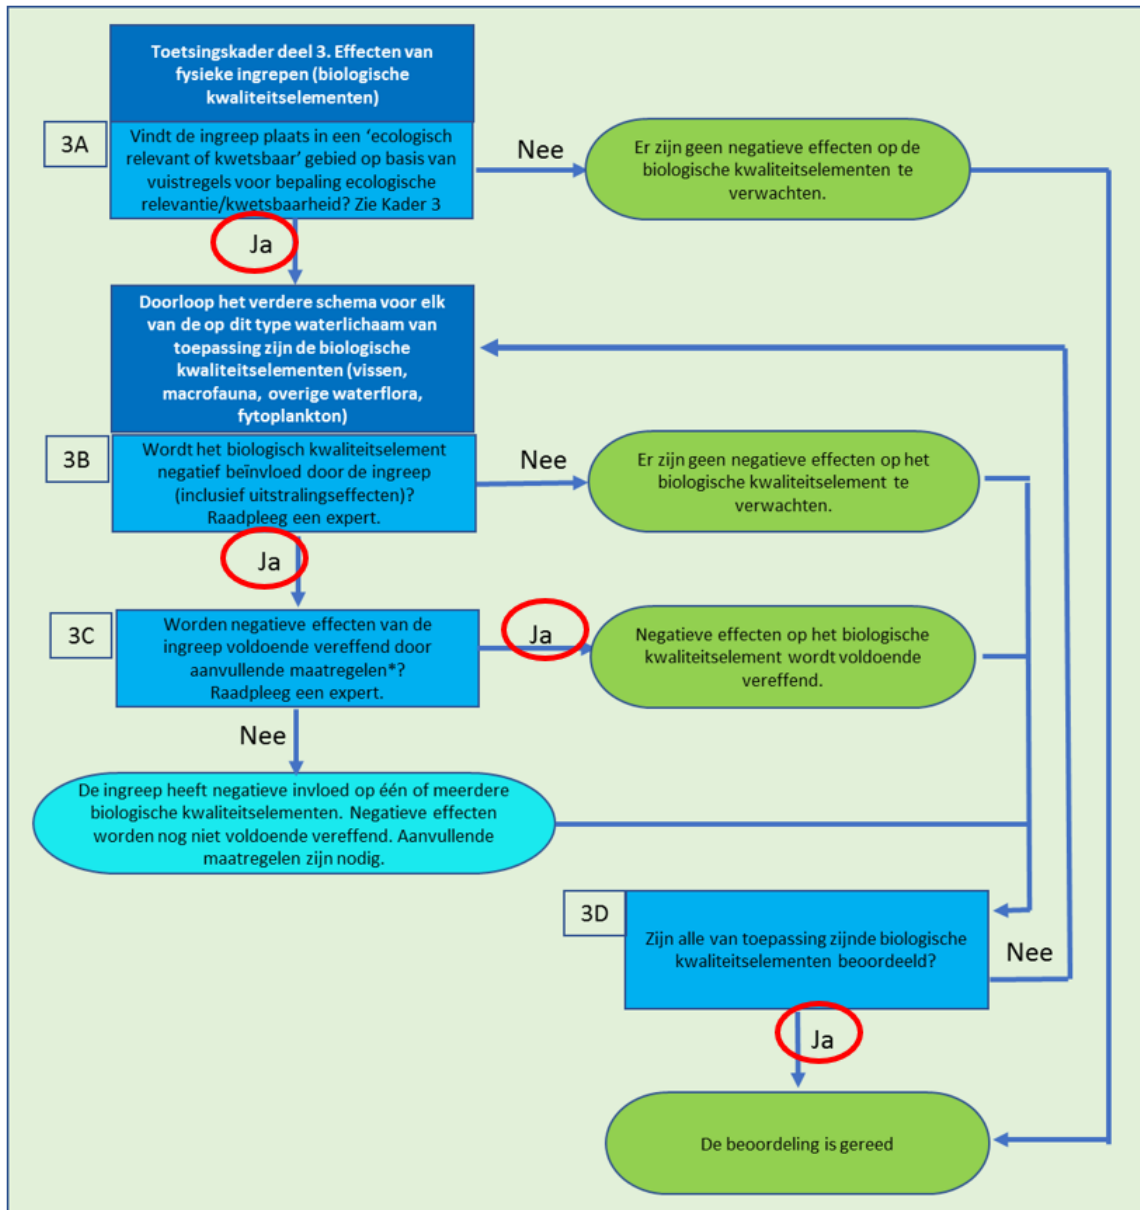 Toetsingskader deel 3. Effecten van
fysieke ingrepen (biologische
kwaliteitselementen)
3A
Vindt de ingreep plaats in een ‘ecologisch
relevant of kwetsbaar’ gebied op basis van
vuistregels voor bepaling ecologische
relevantie/kwetsbaarheid? Zie Kader 3
Nee
Er zijn geen negatieve effecten op de
biologische kwaliteitselementen te
verwachten.
Ja
Doorloop het verdere schema voor elk
van de op dit type waterlichaam van
toepassing zijn de biologische
kwaliteitselementen (vissen,
macrofauna, overige waterflora,
fytoplankton)
3B
Wordt het biologisch kwaliteitselement
negatief beïnvloed door de ingreep
(inclusief uitstralingseffecten)?
Raadpleeg een expert.
Nee
Er zijn geen negatieve effecten op het
biologische kwaliteitselement te
verwachten.
Ja
3C
Worden negatieve effecten van de
ingreep voldoende vereffend door
aanvullende maatregelen*?
Raadpleeg een expert.
Ja
Negatieve effecten op het biologische
kwaliteitselement wordt voldoende
vereffend.
Nee
De ingreep heeft negatieve invloed op één of meerdere
biologische kwaliteitselementen. Negatieve effecten
worden nog niet voldoende vereffend. Aanvullende
maatregelen zijn nodig.
3D
Zijn alle van toepassing zijnde biologische
kwaliteitselementen beoordeeld?
Nee
Ja
De beoordeling is gereed